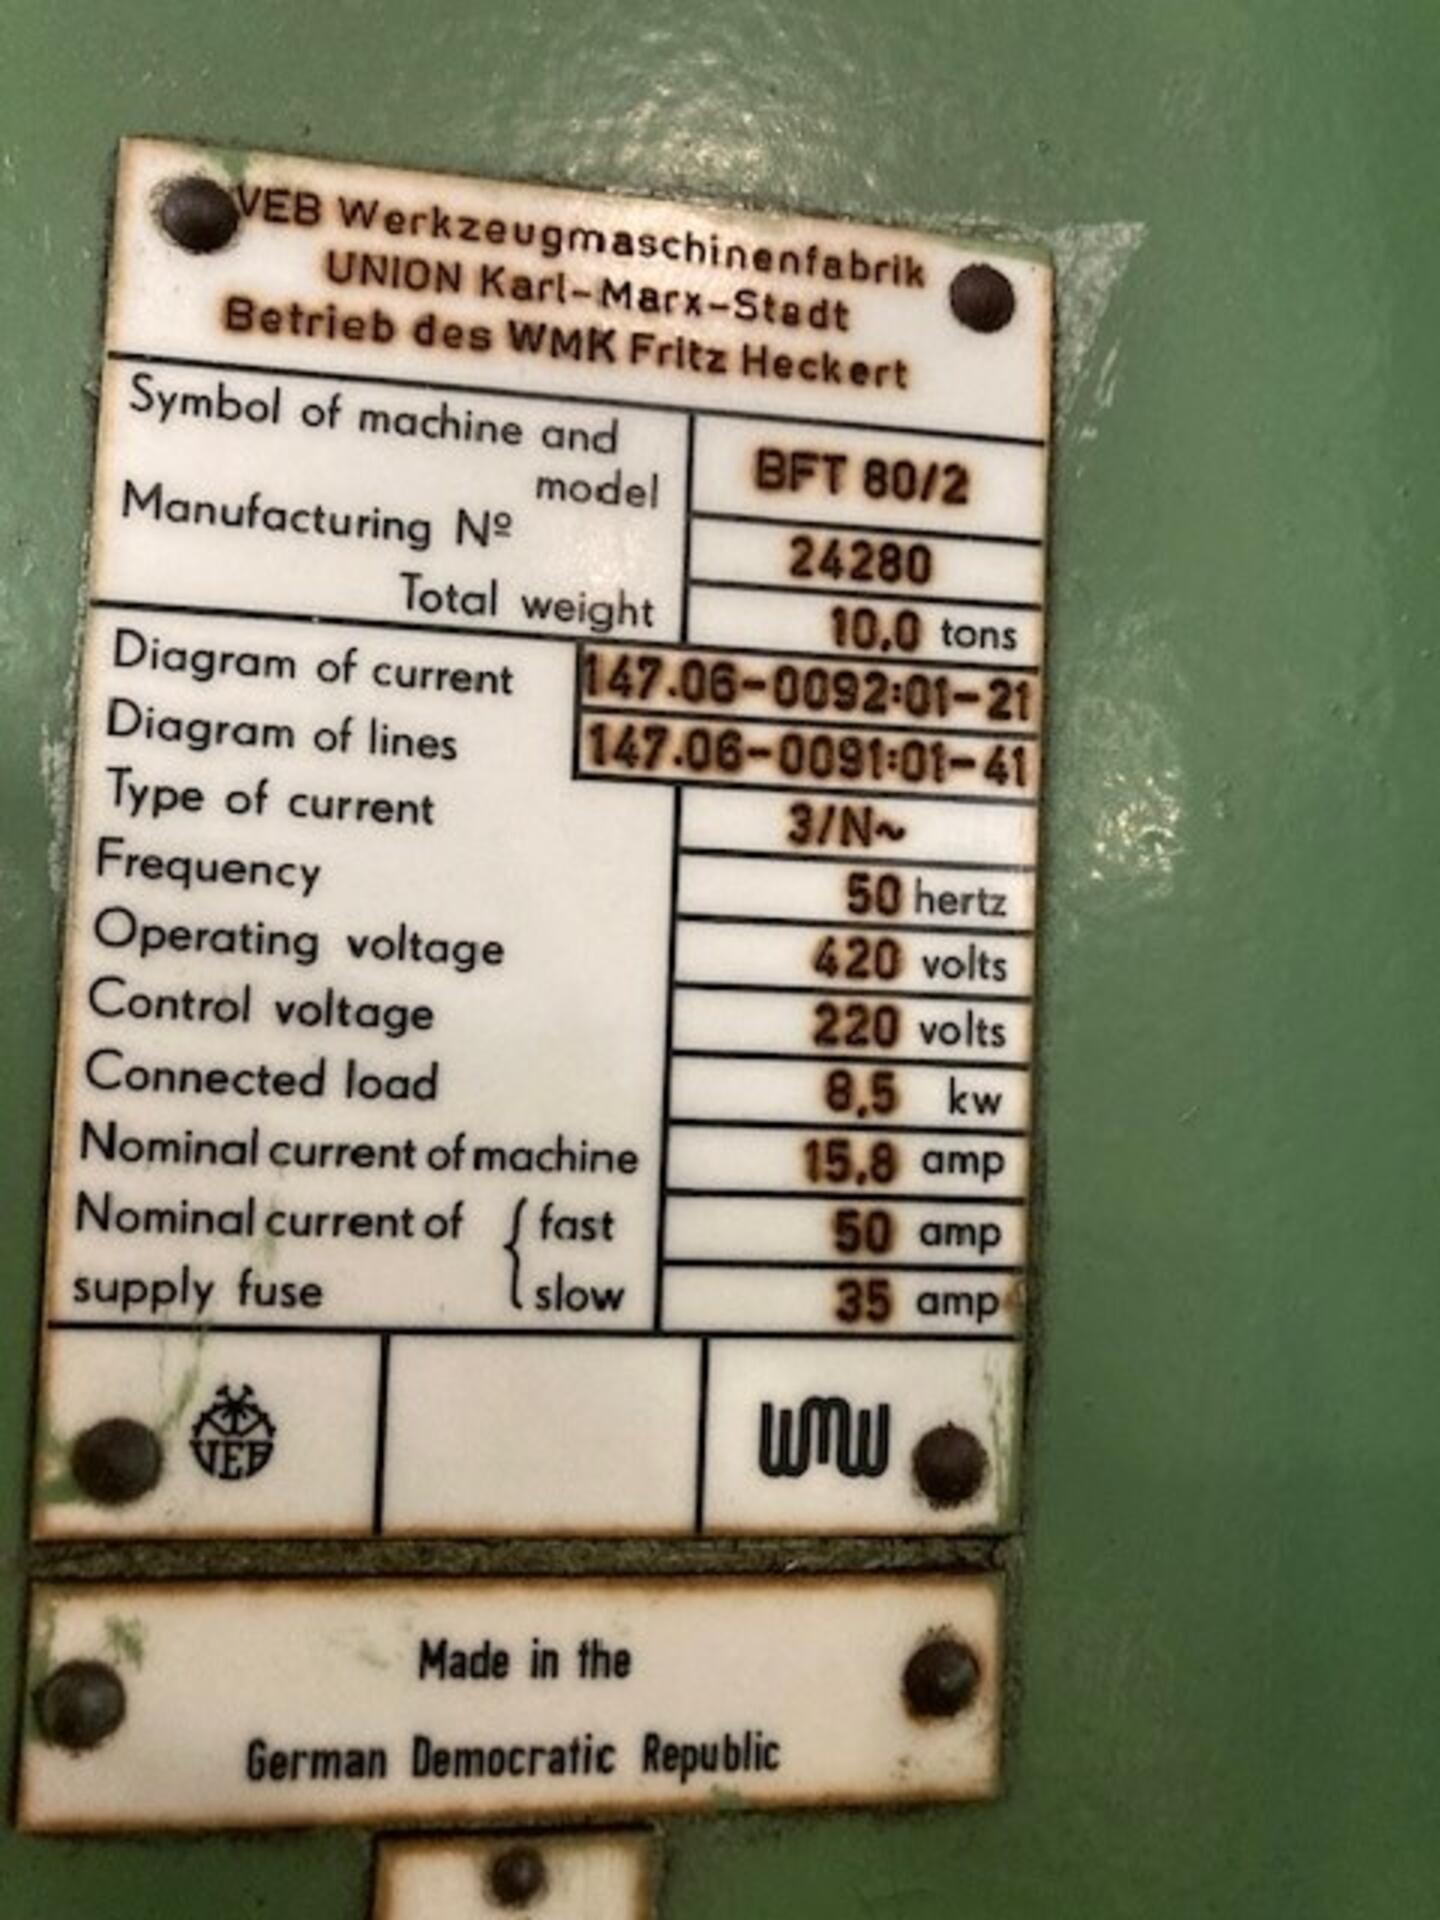 VEB Werkzeugmaschinenfabrik
UNION Karl-Marx-Stadt
Betrieb des WMK Fritz Heckert
Symbol of machine and
model BFT 80/2
Manufacturing Nº 24280
Total weight 10,0 tons
Diagram of current 147.06-0092:01-21
Diagram of lines 147.06-0091:01-41
Type of current 3/N~
Frequency 50 hertz
Operating voltage 420 volts
Control voltage 220 volts
Connected load 8,5 kw
Nominal current of machine 15,8 amp
Nominal current of { fast 50 amp
supply fuse slow 35 amp
VEB WMW
Made in the
German Democratic Republic